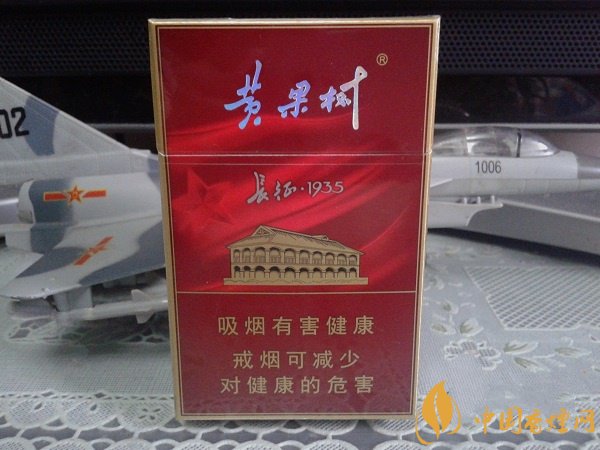 黄果树®
长征·1935
吸烟有害健康
戒烟可减少
对健康的危害
02
1006
中国香烟网